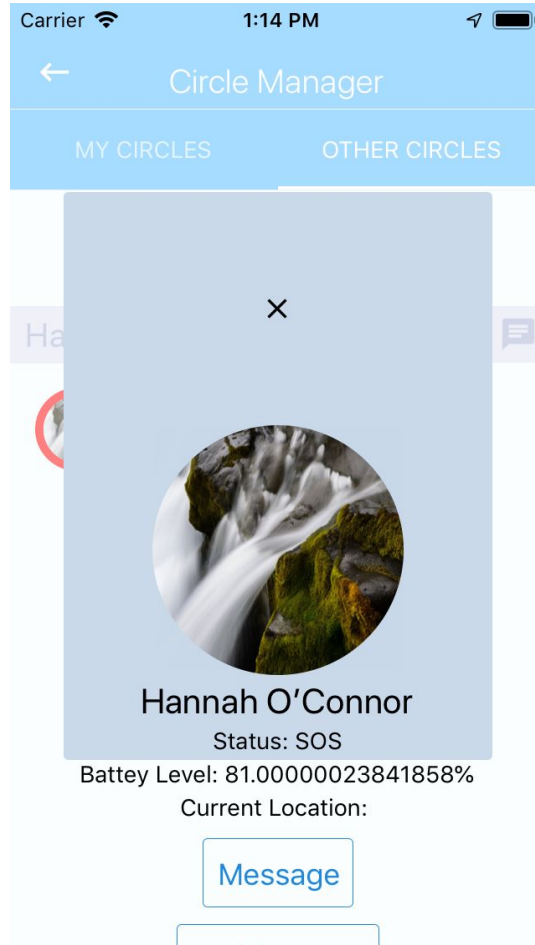 Carrier 1:14 PM
Circle Manager
MY CIRCLES OTHER CIRCLES
Ha
Hannah O'Connor
Status: SOS
Battey Level: 81.00000023841858%
Current Location:
Message